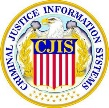 CRIMINAL JUSTICE INFORMATION SYSTEMS
CJIS